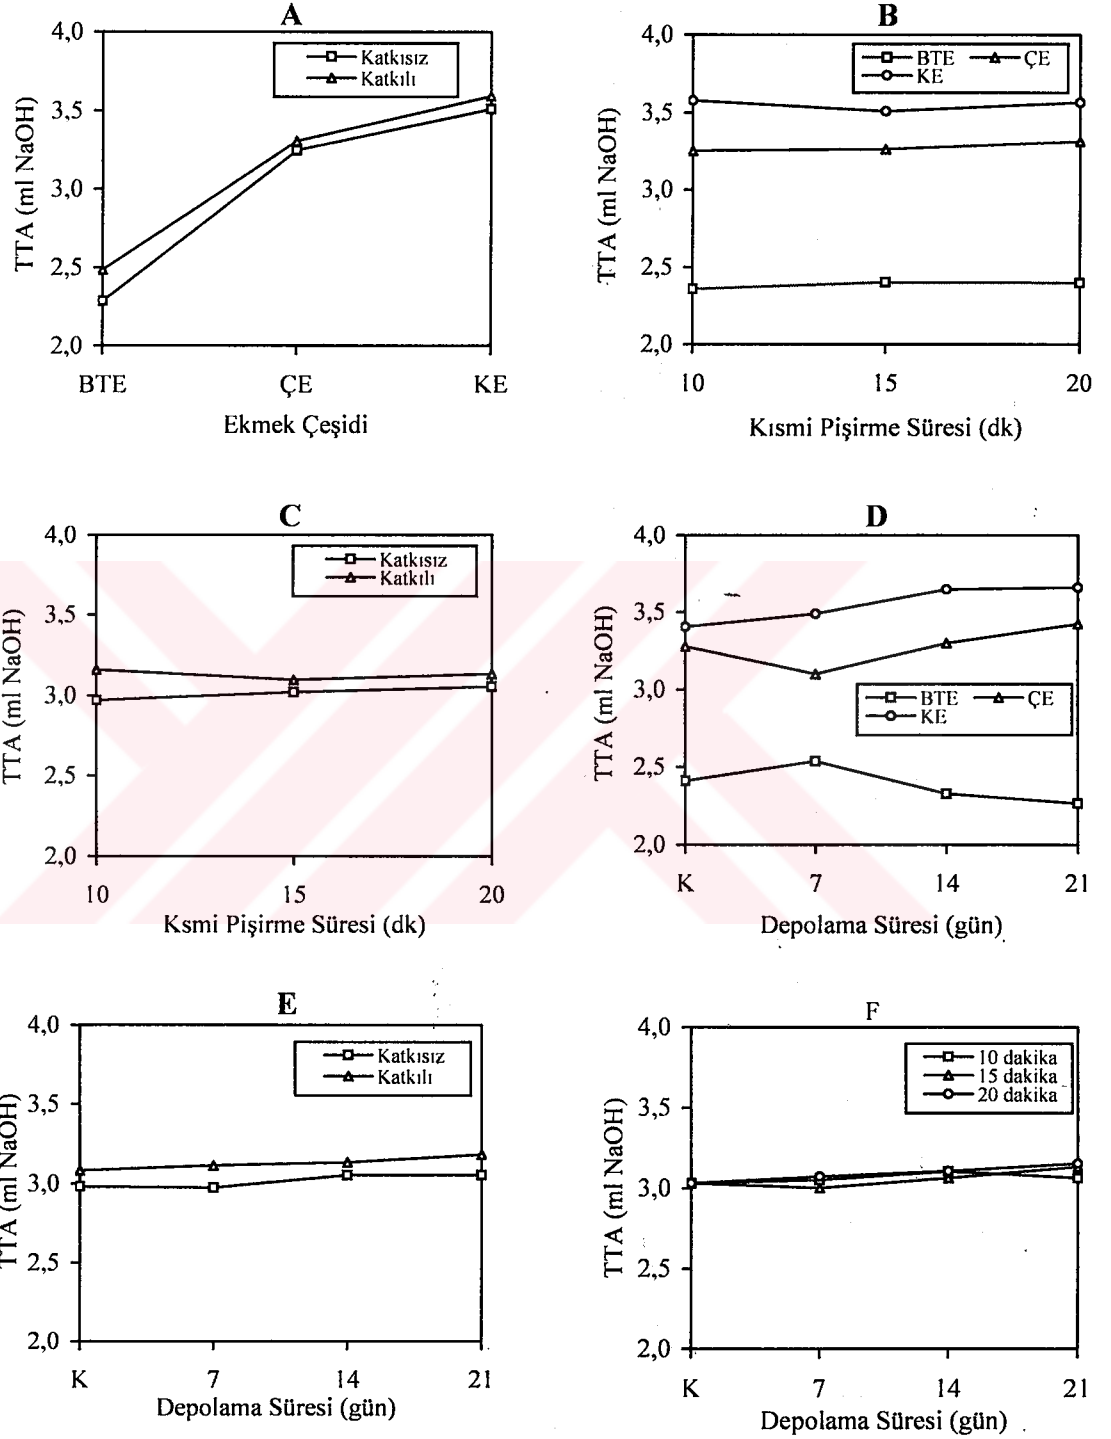 A
4,0
3,5
3,0
2,5
2,0
TTA (ml NaOH)
Katkısız
Katkılı
BTE ÇE KE
Ekmek Çeşidi
B
4,0
3,5
3,0
2,5
2,0
TTA (ml NaOH)
BTE ÇE
KE
10 15 20
Kısmi Pişirme Süresi (dk)
C
4,0
3,5
3,0
2,5
2,0
TTA (ml NaOH)
Katkısız
Katkılı
10 15 20
Ksmi Pişirme Süresi (dk)
D
4,0
3,5
3,0
2,5
2,0
TTA (ml NaOH)
BTE ÇE
KE
K 7 14 21
Depolama Süresi (gün)
E
4,0
3,5
3,0
2,5
2,0
TTA (ml NaOH)
Katkısız
Katkılı
K 7 14 21
Depolama Süresi (gün)
F
4,0
3,5
3,0
2,5
2,0
TTA (ml NaOH)
10 dakika
15 dakika
20 dakika
K 7 14 21
Depolama Süresi (gün)